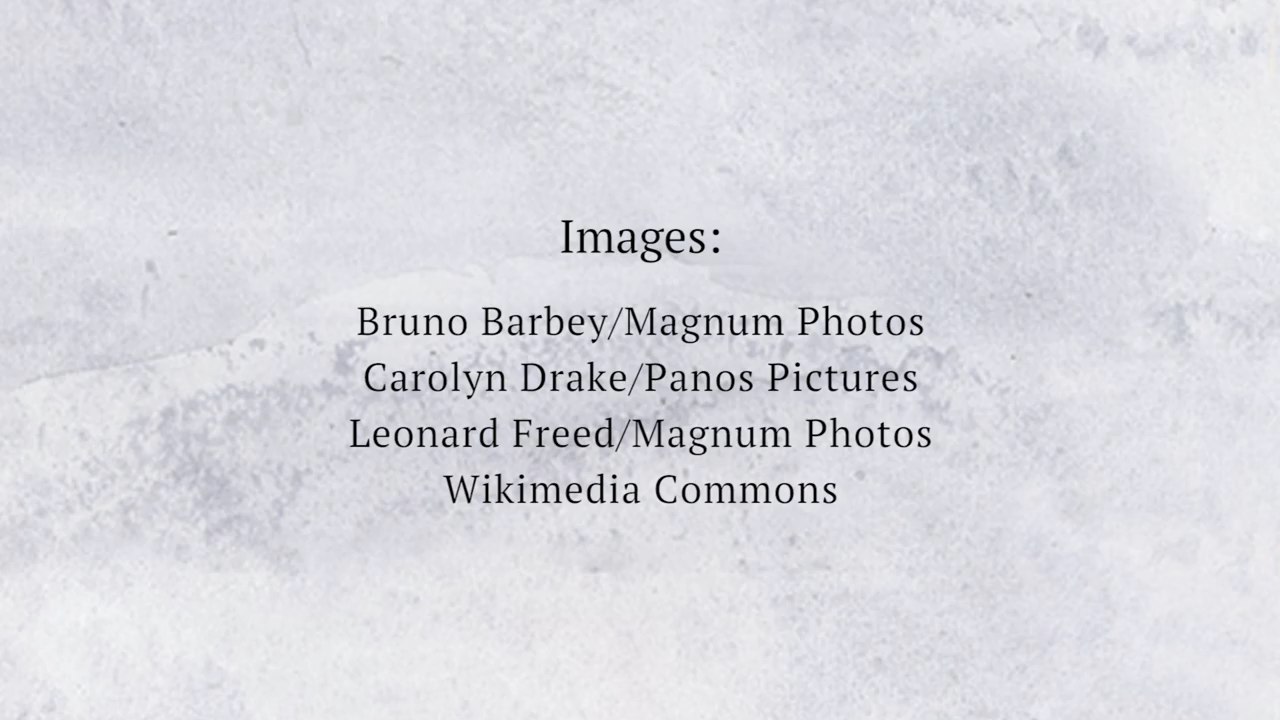 Images:
Bruno Barbey/Magnum Photos
Carolyn Drake/Panos Pictures
Leonard Freed/Magnum Photos
Wikimedia Commons